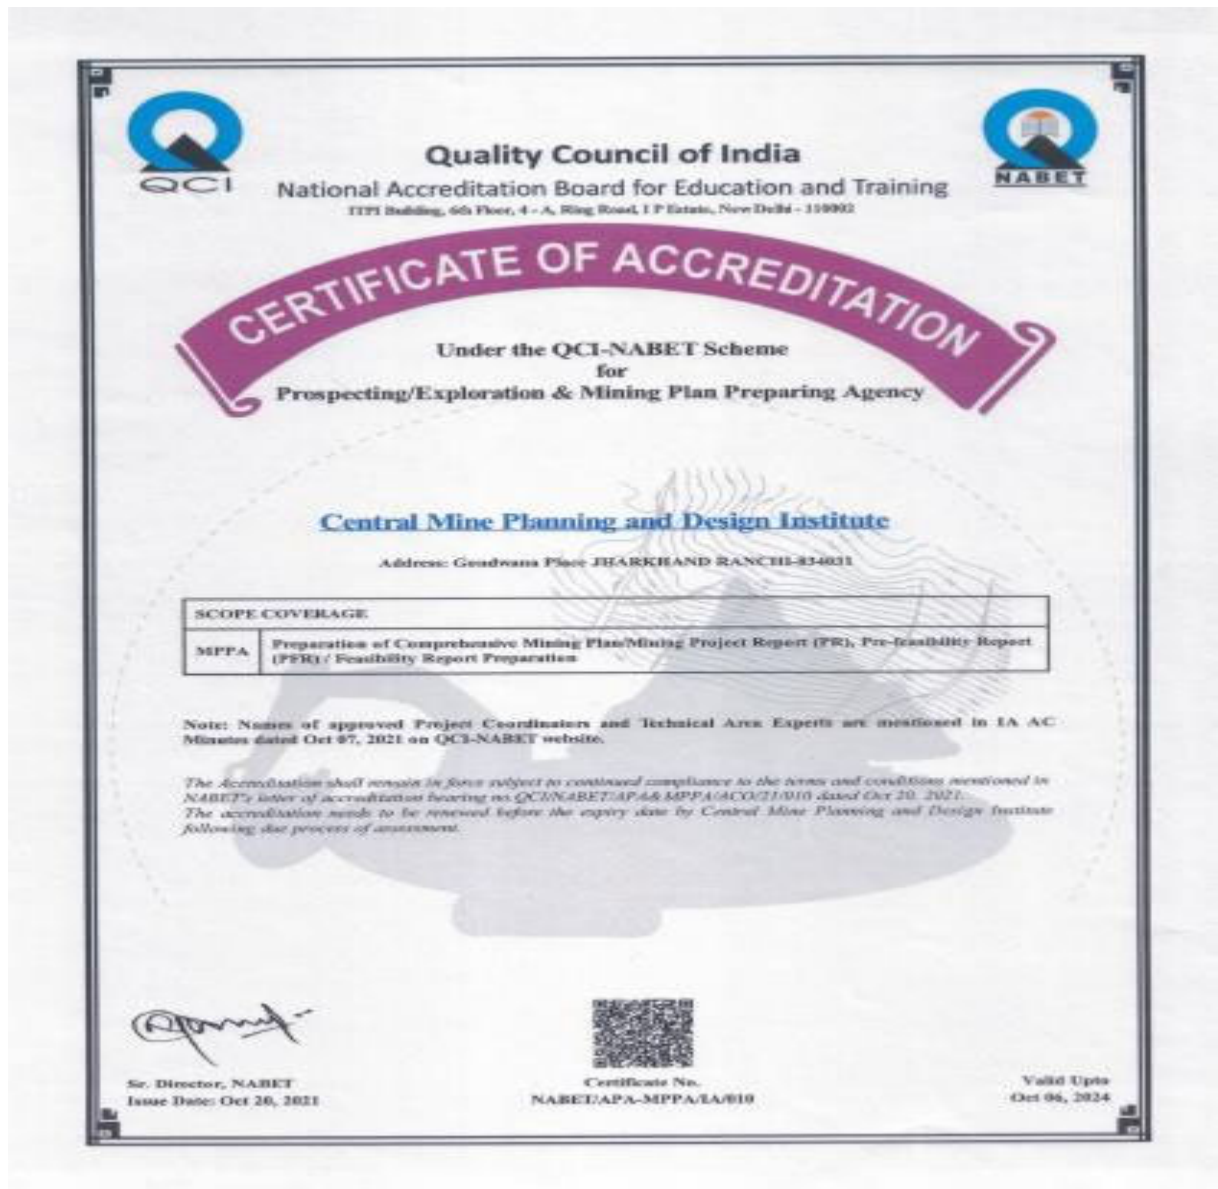 QCI
NABET
Quality Council of India
National Accreditation Board for Education and Training
ITPI Building, 6th Floor, 4 - A, Ring Road, I P Estate, New Delhi - 110002
CERTIFICATE OF ACCREDITATION
Under the QCI-NABET Scheme
for
Prospecting/Exploration & Mining Plan Preparing Agency
Central Mine Planning and Design Institute
Address: Gondwana Place JHARKHAND RANCHI-834031
SCOPE COVERAGE
MPPA
Preparation of Comprehensive Mining Plan/Mining Project Report (PR), Pre-feasibility Report
(PFR) / Feasibility Report Preparation
Note: Names of approved Project Coordinators and Technical Area Experts are mentioned in IA AC
Minutes dated Oct 07, 2021 on QCI-NABET website.
The Accreditation shall remain in force subject to continued compliance to the terms and conditions mentioned in
NABET's letter of accreditation bearing no. QCI/NABET/APA&MPPA/ACO/21/010 dated Oct 20, 2021.
The accreditation needs to be renewed before the expiry date by Central Mine Planning and Design Institute
following due process of assessment.
Sr. Director, NABET
Issue Date: Oct 20, 2021
Certificate No.
NABET/APA-MPPA/IA/010
Valid Upto
Oct 06, 2024